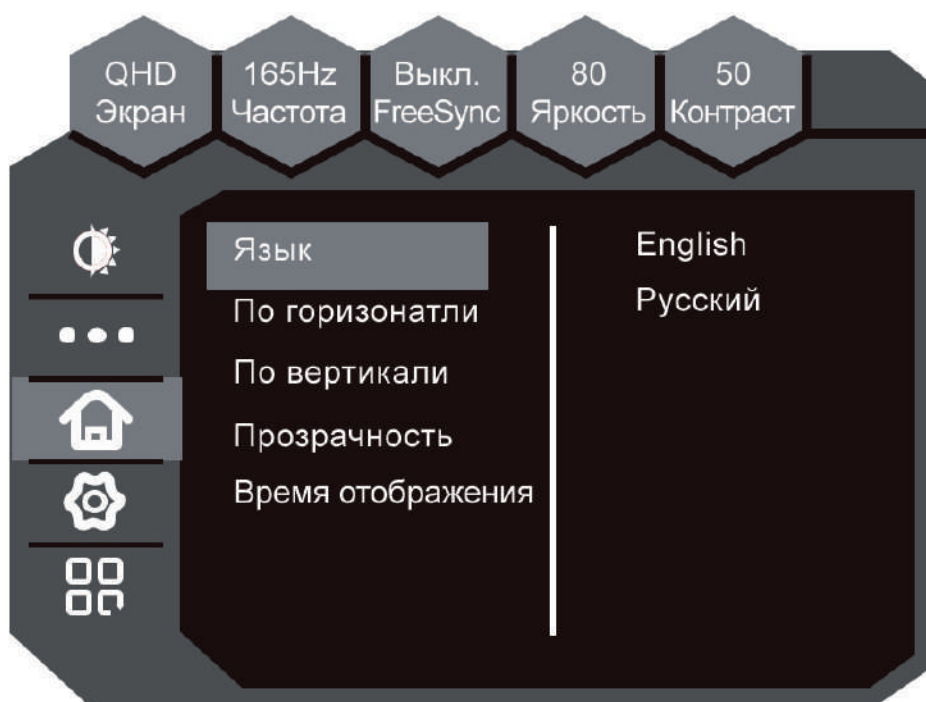 QHD
Экран
165Hz
Частота
Выкл.
FreeSync
80
Яркость
50
Контраст
Язык
По горизонатли
По вертикали
Прозрачность
Время отображения
English
Русский